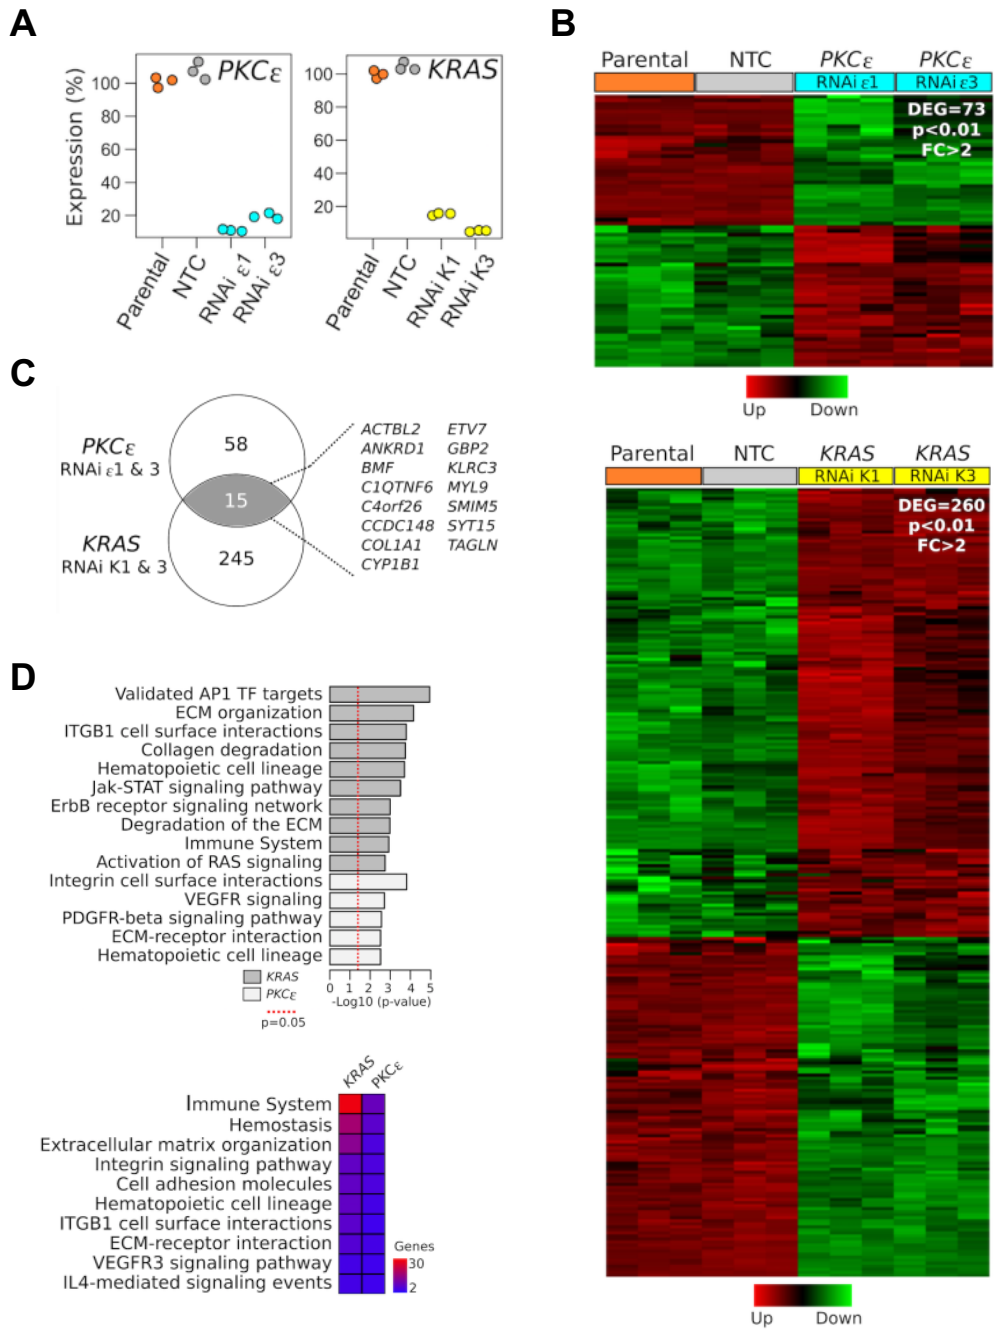 A
Expression (%)
PKCε
100
80
60
40
20
Parental
NTC
RNAi ε1
RNAi ε3
KRAS
100
80
60
40
20
Parental
NTC
RNAi K1
RNAi K3
B
Parental
NTC
PKCε
PKCε
RNAi ε1
RNAi ε3
DEG=73
p<0.01
FC>2
Up
Down
Parental
NTC
KRAS
KRAS
RNAi K1
RNAi K3
DEG=260
p<0.01
FC>2
Up
Down
C
PKCε
RNAi ε1 & 3
58
15
KRAS
RNAi K1 & 3
245
ACTBL2 ETV7
ANKRD1 GBP2
BMF KLRC3
C1QTNF6 MYL9
C4orf26 SMIM5
CCDC148 SYT15
COL1A1 TAGLN
CYP1B1
D
Validated AP1 TF targets
ECM organization
ITGB1 cell surface interactions
Collagen degradation
Hematopoietic cell lineage
Jak-STAT signaling pathway
ErbB receptor signaling network
Degradation of the ECM
Immune System
Activation of RAS signaling
Integrin cell surface interactions
VEGFR signaling
PDGFR-beta signaling pathway
ECM-receptor interaction
Hematopoietic cell lineage
KRAS
PKCε
p=0.05
0 1 2 3 4 5
-Log10 (p-value)
KRAS
PKCε
Immune System
Hemostasis
Extracellular matrix organization
Integrin signaling pathway
Cell adhesion molecules
Hematopoietic cell lineage
ITGB1 cell surface interactions
ECM-receptor interaction
VEGFR3 signaling pathway
IL4-mediated signaling events
Genes
30
2